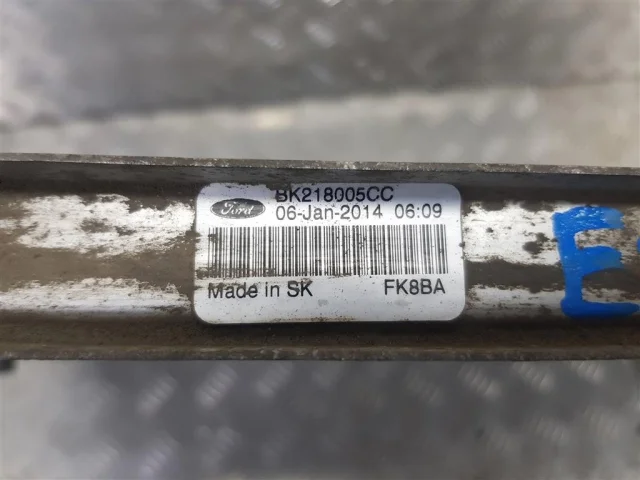 BK218005CC
Ford
06-Jan-2014 06:09
Made in SK FK8BA
E